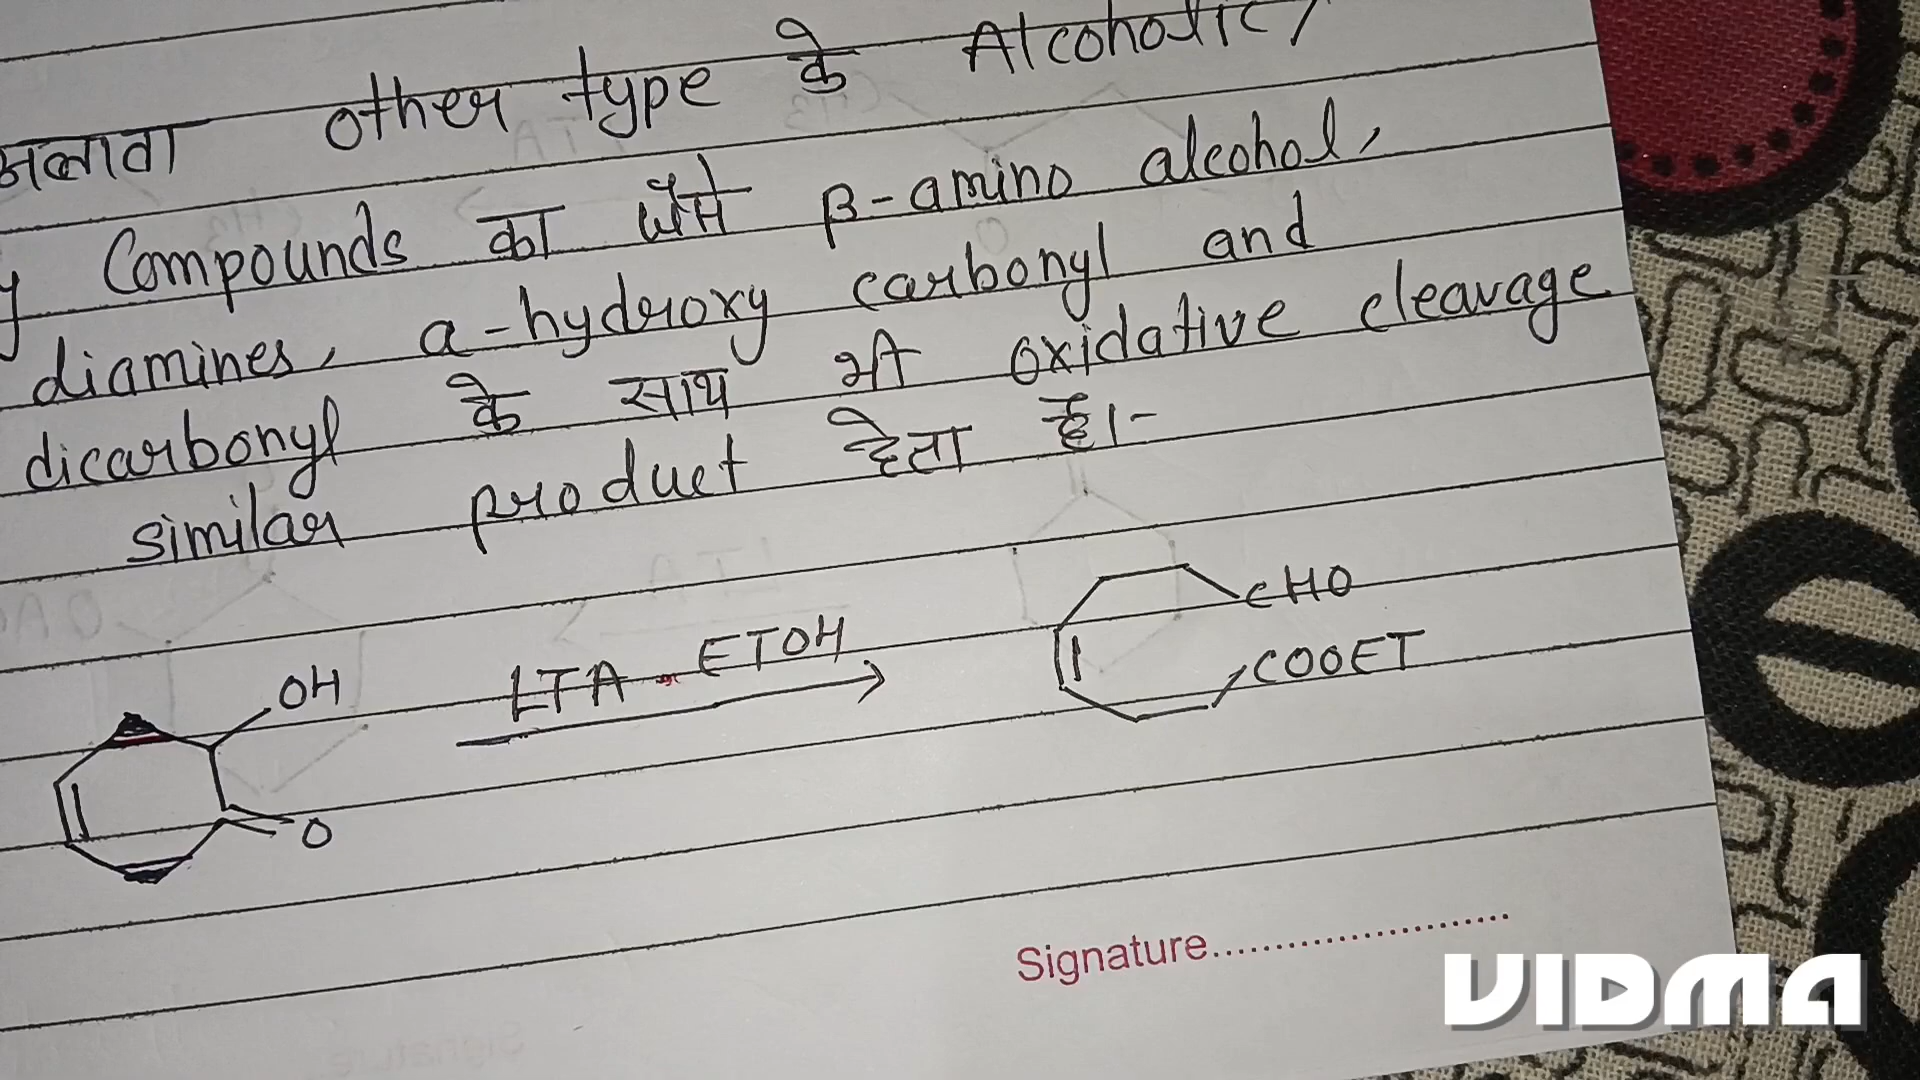 अलावा other type के Alcoholic/
y Compounds का जैसे β-amino alcohol,
diamines, α-hydroxy carbonyl and
dicarbonyl के साथ भी oxidative cleavage
similar product देता है।-
OH
O
LTA - ETOH
CHO
COOET
Signature
VIDMA